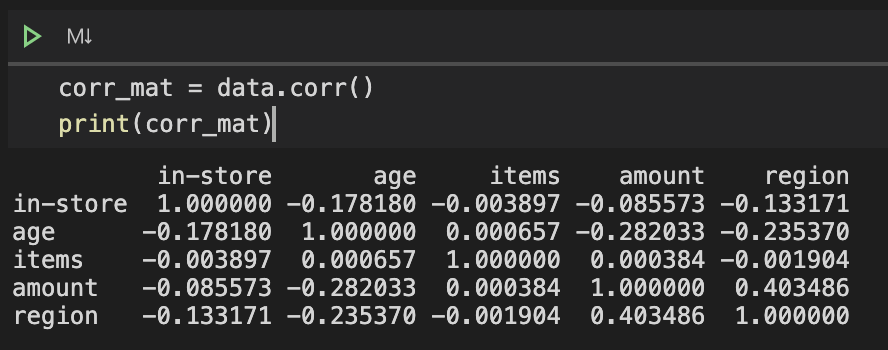 M↓
corr_mat = data.corr()
print(corr_mat)
in-store age items amount region
in-store 1.000000 -0.178180 -0.003897 -0.085573 -0.133171
age -0.178180 1.000000 0.000657 -0.282033 -0.235370
items -0.003897 0.000657 1.000000 0.000384 -0.001904
amount -0.085573 -0.282033 0.000384 1.000000 0.403486
region -0.133171 -0.235370 -0.001904 0.403486 1.000000